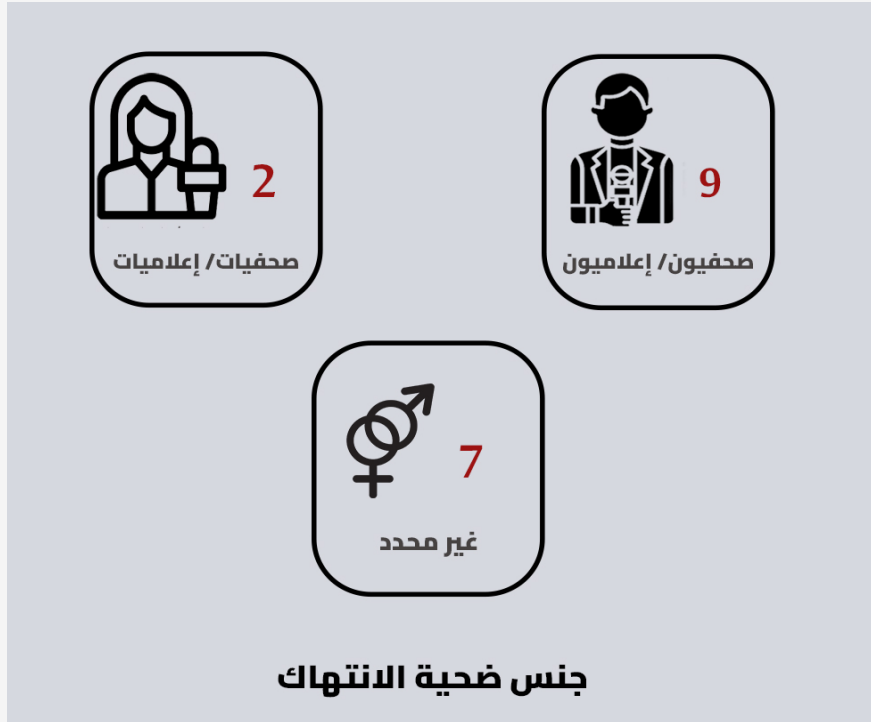 9
صحفيون/ إعلاميون
2
صحفيات/ إعلاميات
7
غير محدد
جنس ضحية الانتهاك